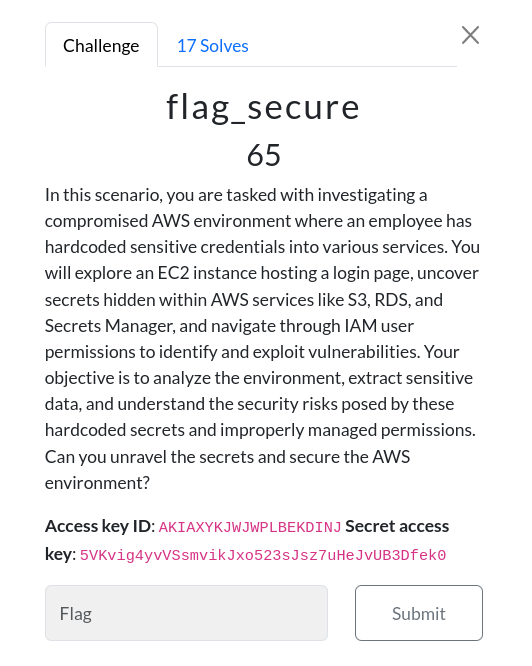 Challenge
17 Solves
flag_secure
65
In this scenario, you are tasked with investigating a
compromised AWS environment where an employee has
hardcoded sensitive credentials into various services. You
will explore an EC2 instance hosting a login page, uncover
secrets hidden within AWS services like S3, RDS, and
Secrets Manager, and navigate through IAM user
permissions to identify and exploit vulnerabilities. Your
objective is to analyze the environment, extract sensitive
data, and understand the security risks posed by these
hardcoded secrets and improperly managed permissions.
Can you unravel the secrets and secure the AWS
environment?
Access key ID: AKIAXYKJWJWPLBEKDINJ Secret access
key: 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
Flag
Submit